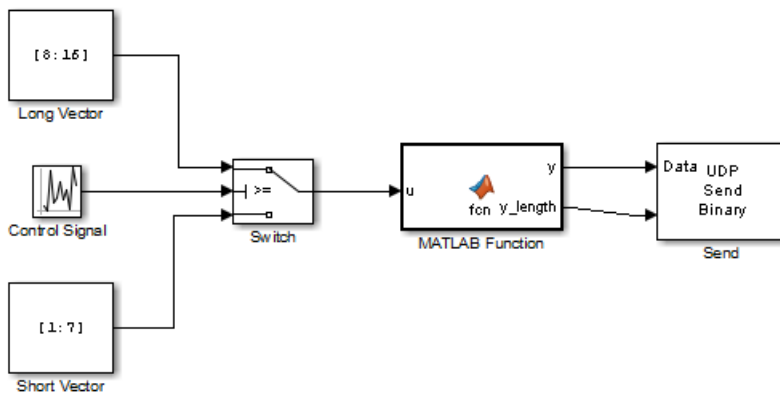 [8:15]
Long Vector
Control Signal
>=
Switch
[1:7]
Short Vector
u
fcn
y
y_length
MATLAB Function
Data
UDP
Send
Binary
Send